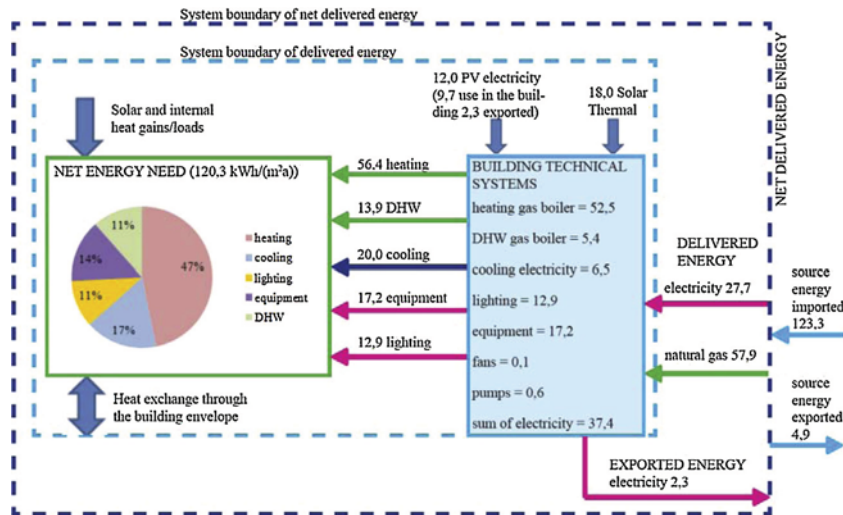 System boundary of net delivered energy
System boundary of delivered energy
12,0 PV electricity
(9,7 use in the buil-
ding 2,3 exported)
18,0 Solar
Thermal
Solar and internal
heat gains/loads
NET ENERGY NEED (120,3 kWh/(m²a))
11%
47%
14%
11%
17%
heating
cooling
lighting
equipment
DHW
56.4 heating
13,9 DHW
20,0 cooling
17,2 equipment
12,9 lighting
BUILDING TECHNICAL
SYSTEMS
heating gas boiler = 52,5
DHW gas boiler = 5,4
cooling electricity = 6,5
lighting = 12,9
equipment = 17,2
fans = 0,1
pumps = 0,6
sum of electricity = 37,4
DELIVERED
ENERGY
electricity 27,7
natural gas 57,9
NET DELIVERED ENERGY
source
energy
imported
123,3
source
energy
exported
4,9
Heat exchange through
the building envelope
EXPORTED ENERGY
electricity 2,3